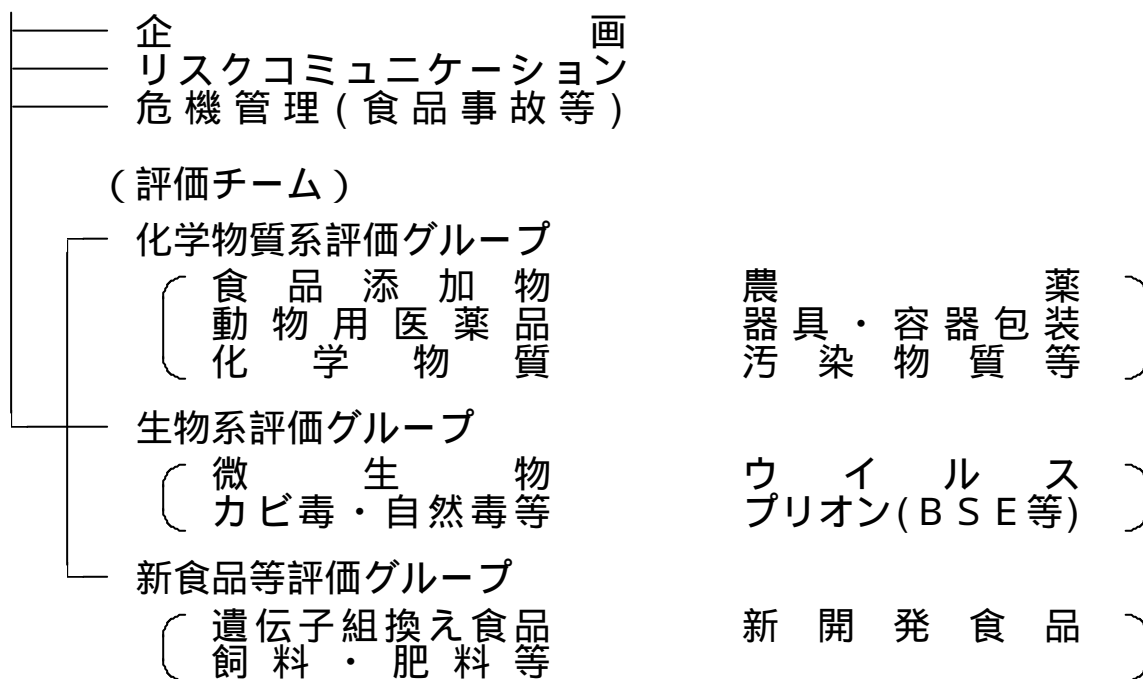 企画
リスクコミュニケーション
危機管理(食品事故等)
(評価チーム)
化学物質系評価グループ
食品添加物 農薬
動物用医薬品 器具・容器包装
化学物質 汚染物質等
生物系評価グループ
微生物 ウイルス
カビ毒・自然毒等 プリオン(BSE等)
新食品等評価グループ
遺伝子組換え食品 新開発食品
飼料・肥料等